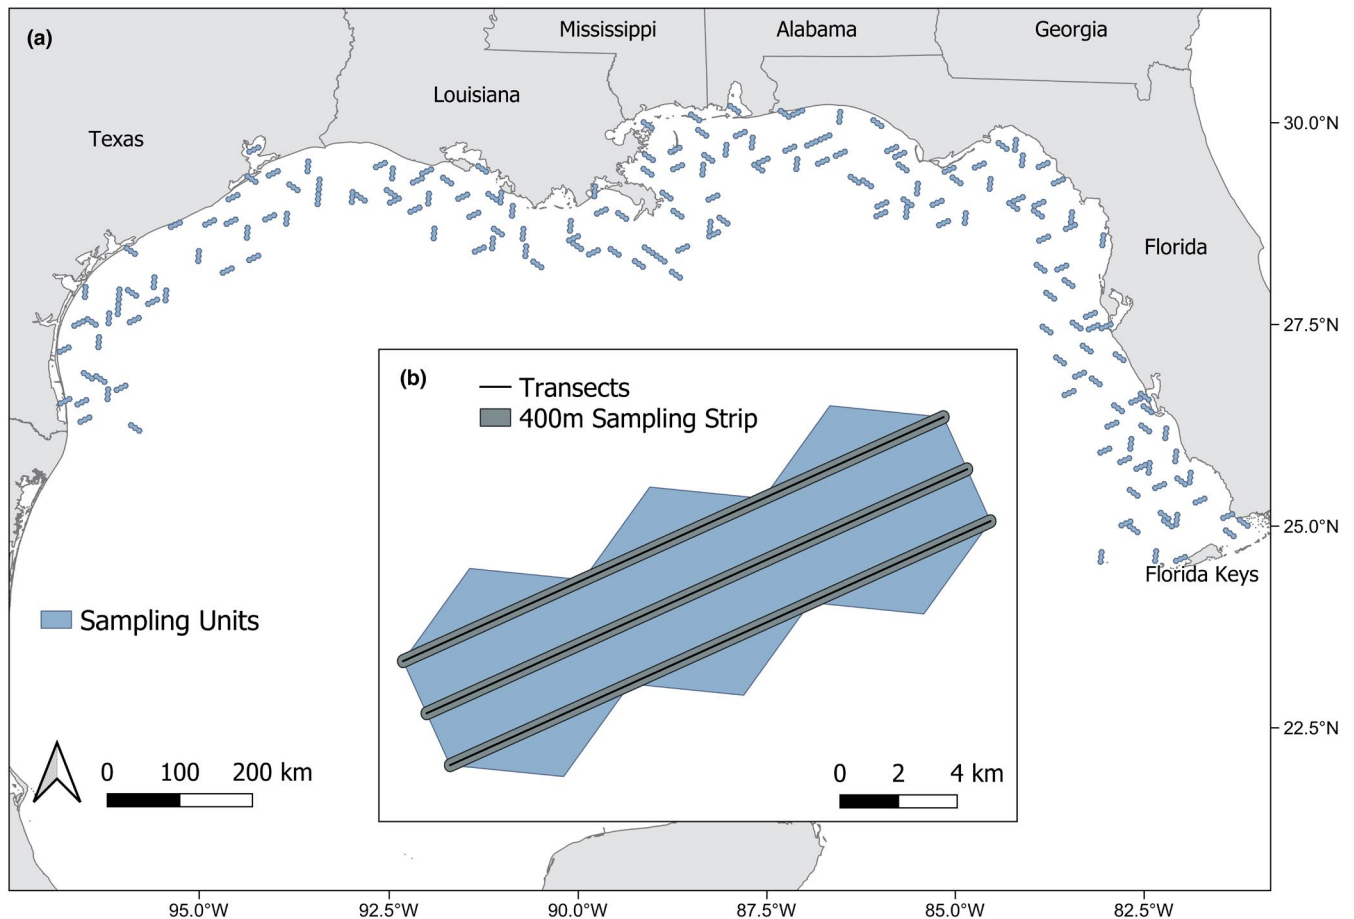 (a)
Mississippi
Alabama
Georgia
Louisiana
Texas
30.0°N
Florida
27.5°N
(b)
Transects
400m Sampling Strip
25.0°N
Florida Keys
Sampling Units
22.5°N
0 100 200 km
0 2 4 km
95.0°W 92.5°W 90.0°W 87.5°W 85.0°W 82.5°W